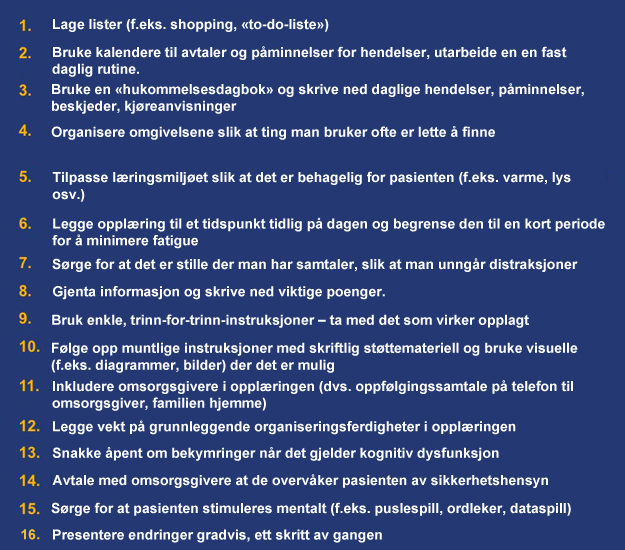 1. Lage lister (f.eks. shopping, «to-do-liste»)
2. Bruke kalendere til avtaler og påminnelser for hendelser, utarbeide en en fast
daglig rutine.
3. Bruke en «hukommelsesdagbok» og skrive ned daglige hendelser, påminnelser,
beskjeder, kjøreanvisninger
4. Organisere omgivelsene slik at ting man bruker ofte er lette å finne
5. Tilpasse læringsmiljøet slik at det er behagelig for pasienten (f.eks. varme, lys
osv.)
6. Legge opplæring til et tidspunkt tidlig på dagen og begrense den til en kort periode
for å minimere fatigue
7. Sørge for at det er stille der man har samtaler, slik at man unngår distraksjoner
8. Gjenta informasjon og skrive ned viktige poenger.
9. Bruk enkle, trinn-for-trinn-instruksjoner – ta med det som virker opplagt
10. Følge opp muntlige instruksjoner med skriftlig støttemateriell og bruke visuelle
(f.eks. diagrammer, bilder) der det er mulig
11. Inkludere omsorgsgivere i opplæringen (dvs. oppfølgingssamtale på telefon til
omsorgsgiver, familien hjemme)
12. Legge vekt på grunnleggende organiseringsferdigheter i opplæringen
13. Snakke åpent om bekymringer når det gjelder kognitiv dysfunksjon
14. Avtale med omsorgsgivere at de overvåker pasienten av sikkerhetshensyn
15. Sørge for at pasienten stimuleres mentalt (f.eks. puslespill, ordleker, dataspill)
16. Presentere endringer gradvis, ett skritt av gangen